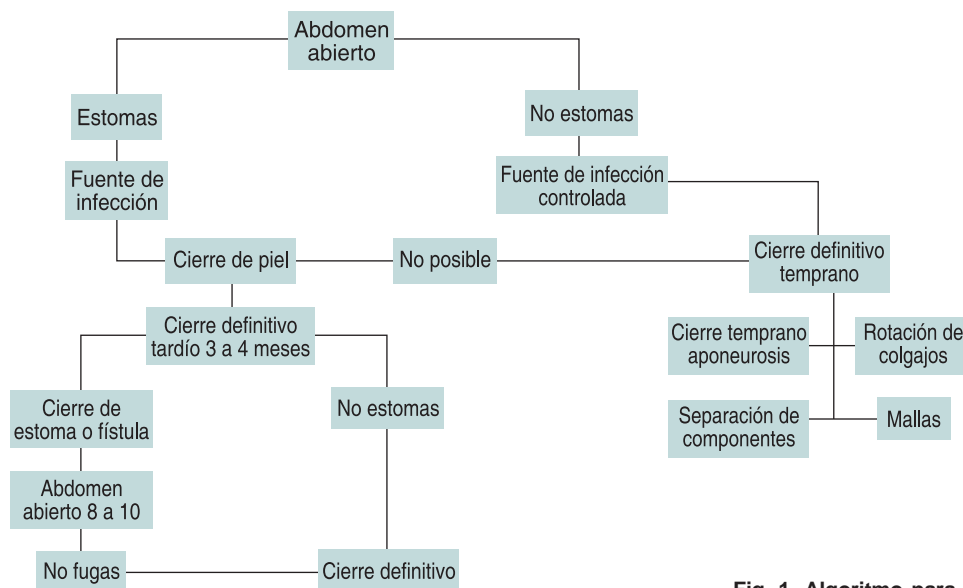 Abdomen
abierto
Estomas
No estomas
Fuente de
infección
Fuente de infección
controlada
Cierre de piel
No posible
Cierre definitivo
temprano
Cierre definitivo
tardío 3 a 4 meses
Cierre temprano
aponeurosis
Rotación de
colgajos
Cierre de
estoma o fístula
No estomas
Separación de
componentes
Mallas
Abdomen
abierto 8 a 10
No fugas
Cierre definitivo
Fig. 1. Algoritmo para